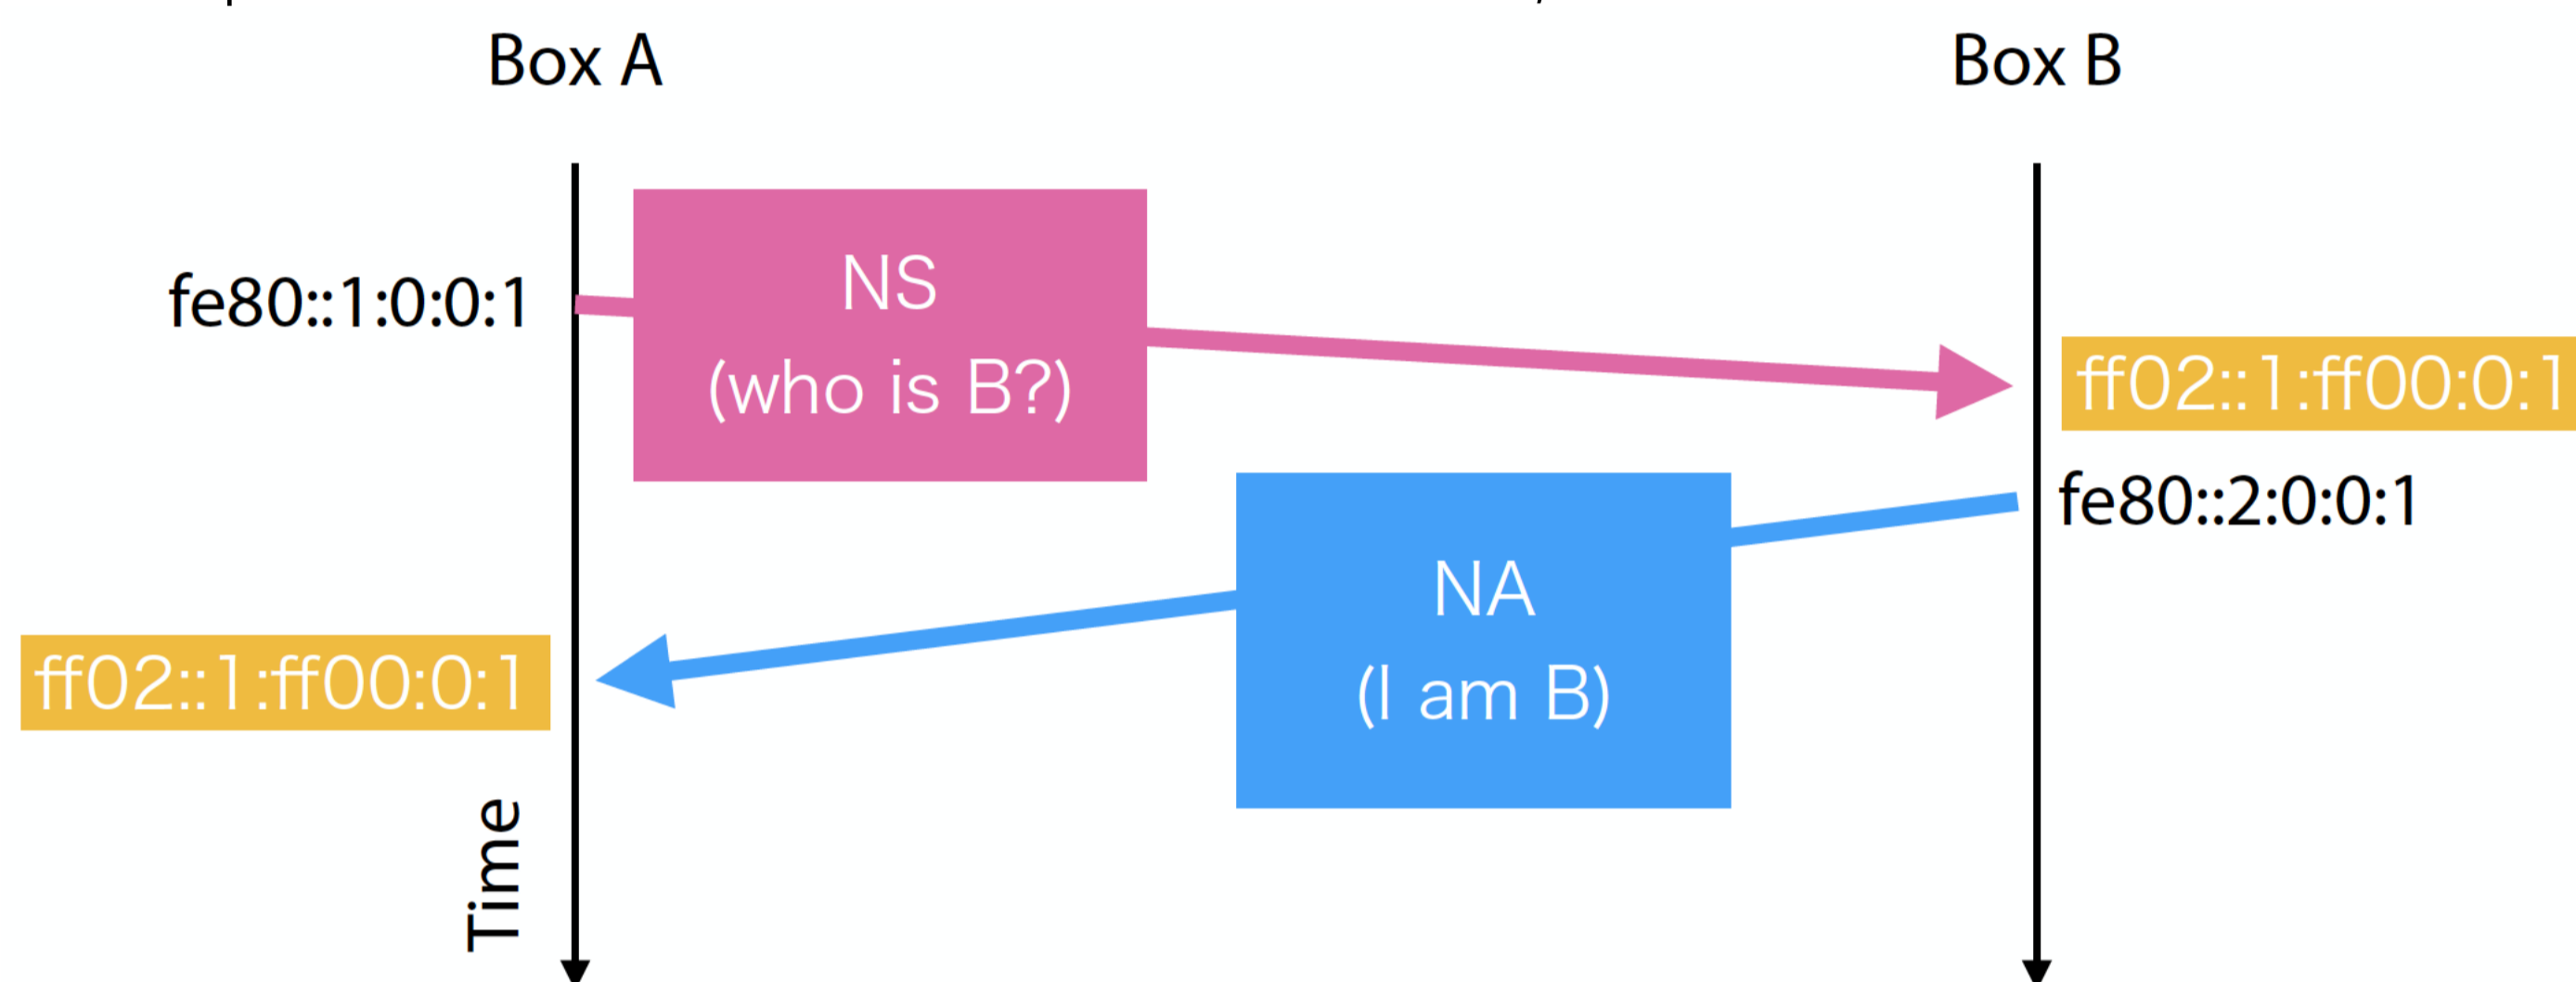 Box A
Box B
fe80::1:0:0:1
NS
(who is B?)
ff02::1:ff00:0:1
fe80::2:0:0:1
NA
(I am B)
ff02::1:ff00:0:1
Time